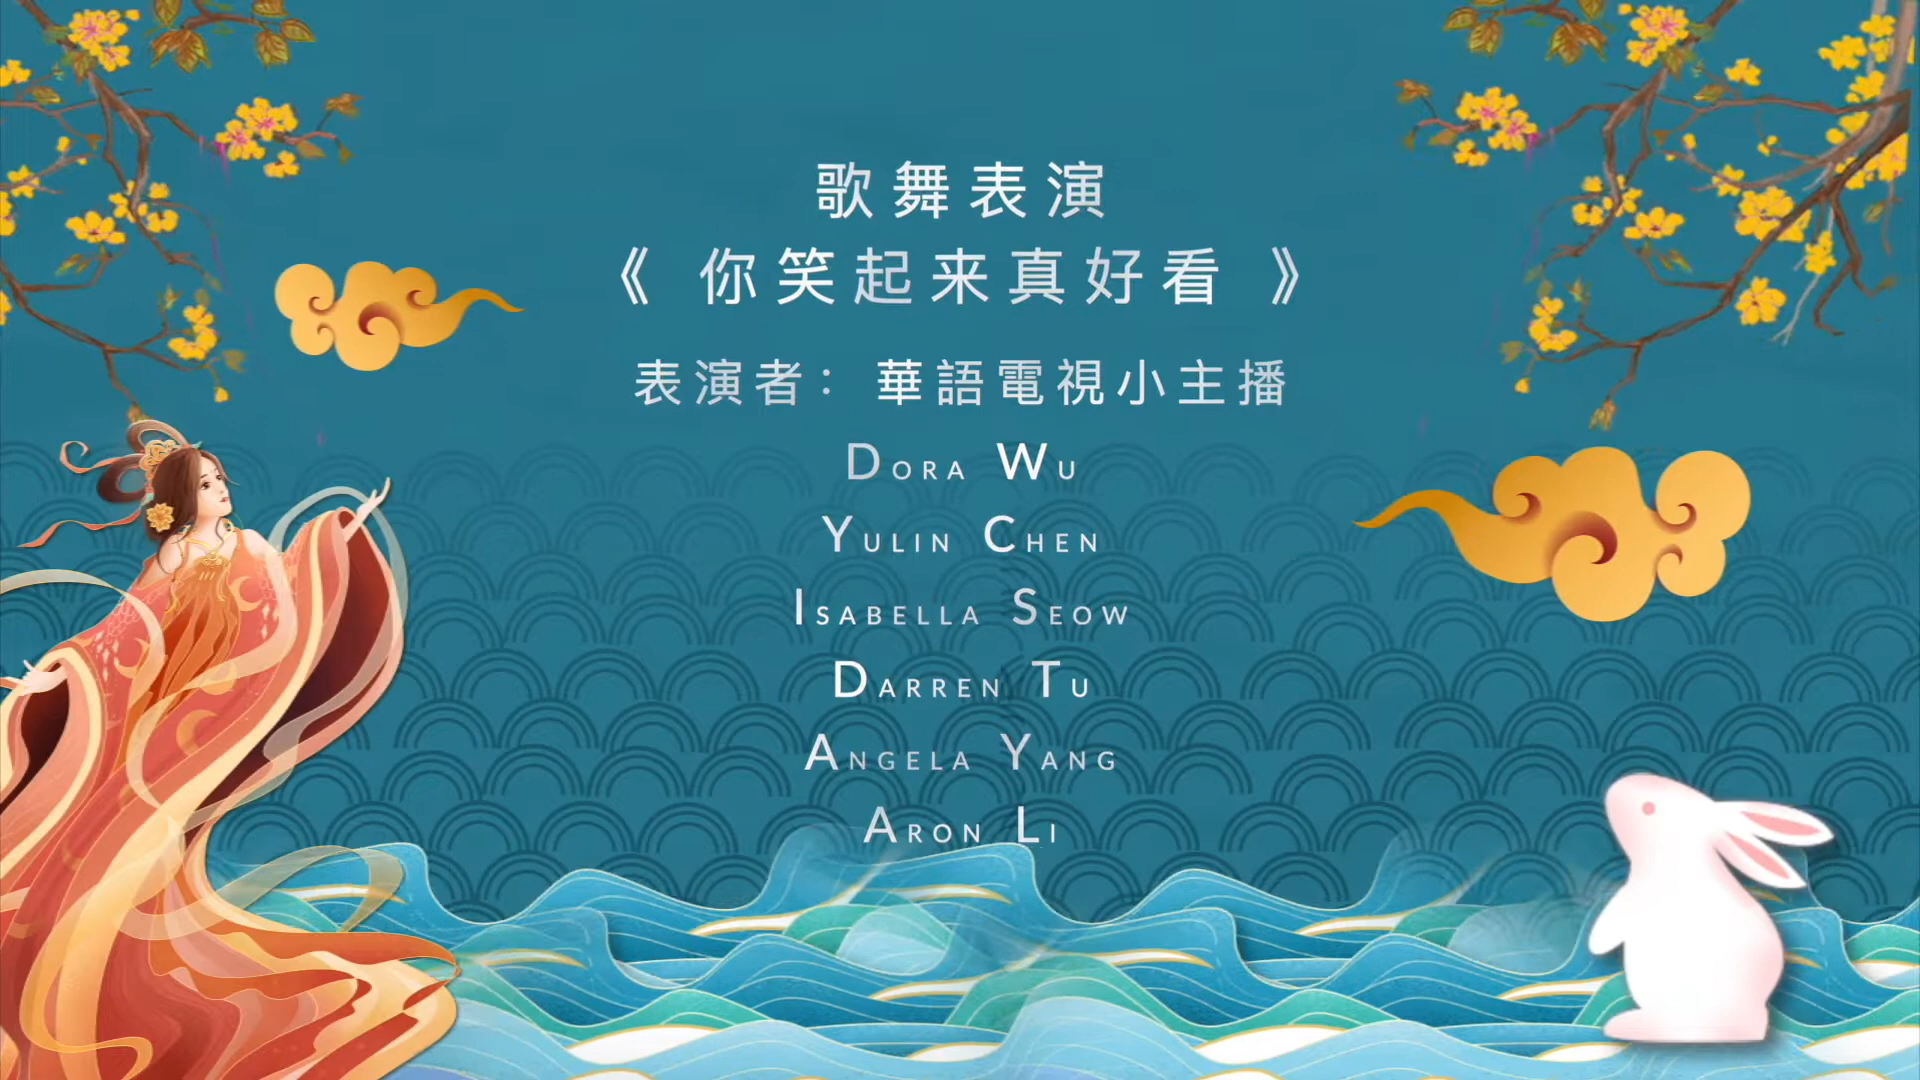 歌舞表演
《 你笑起来真好看 》
表演者：華語電視小主播
Dora Wu
Yulin Chen
Isabella Seow
Darren Tu
Angela Yang
Aron Li